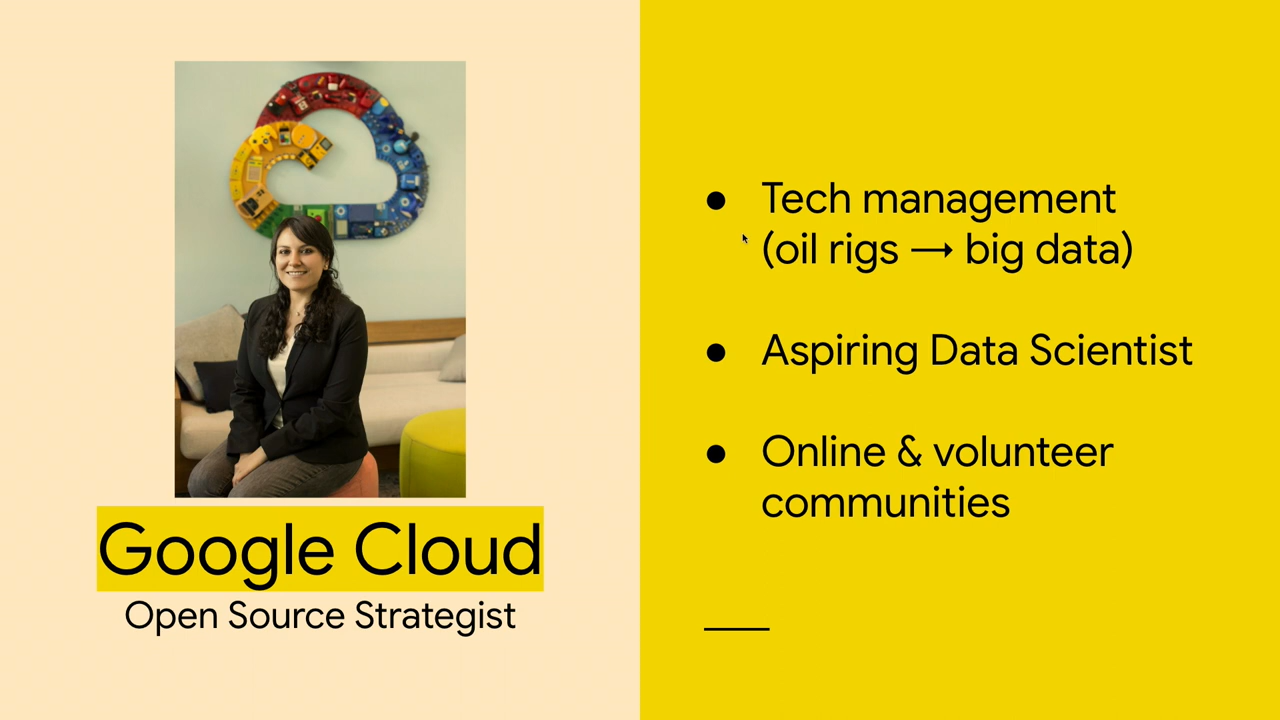 Google Cloud
Open Source Strategist
● Tech management
(oil rigs → big data)
● Aspiring Data Scientist
● Online & volunteer
communities